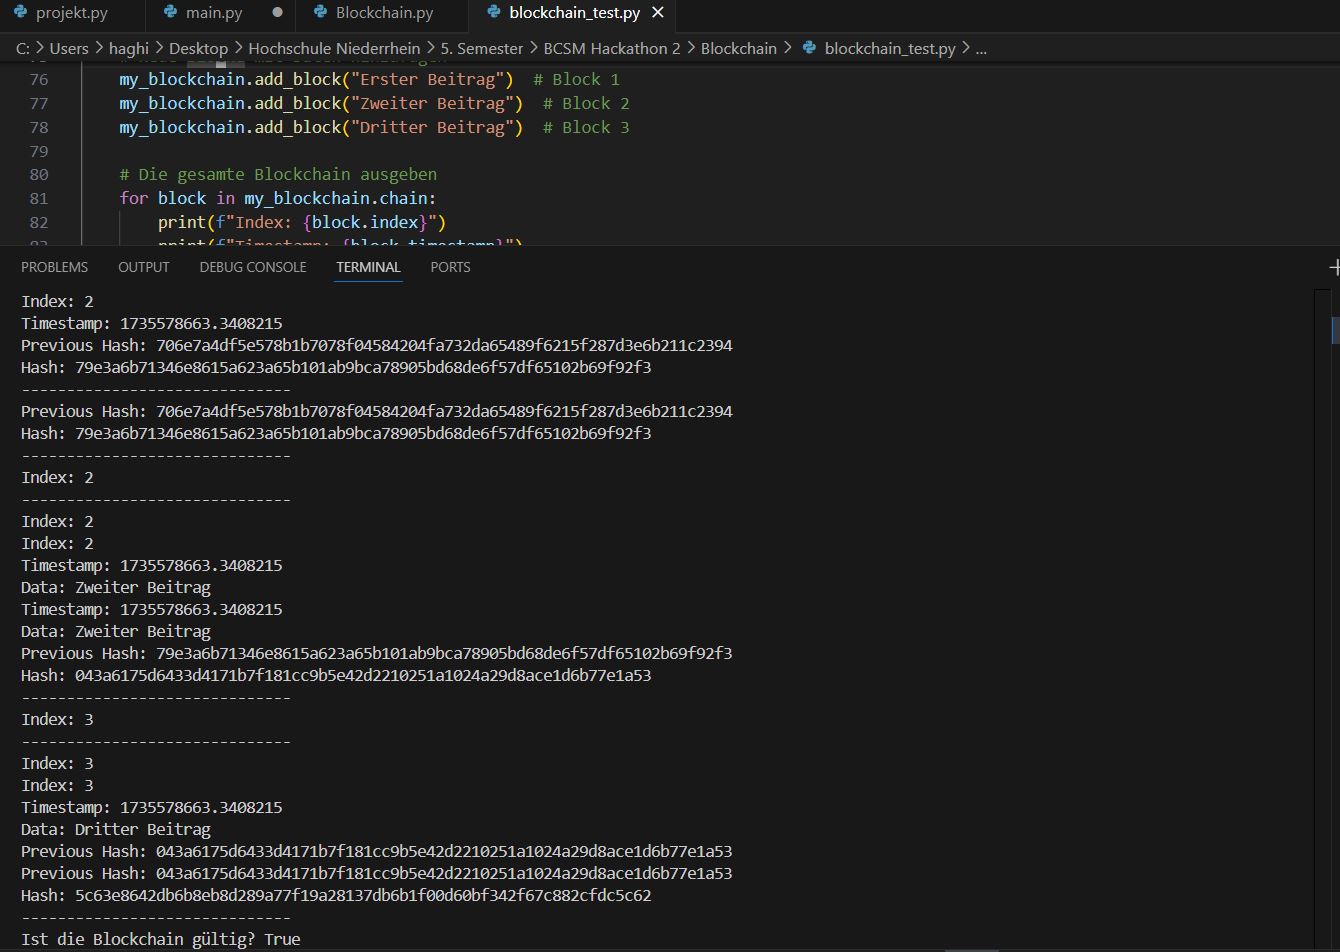 projekt.py main.py Blockchain.py blockchain_test.py
C: > Users > haghi > Desktop > Hochschule Niederrhein > 5. Semester > BCSM Hackathon 2 > Blockchain > blockchain_test.py > ...
76 my_blockchain.add_block("Erster Beitrag") # Block 1
77 my_blockchain.add_block("Zweiter Beitrag") # Block 2
78 my_blockchain.add_block("Dritter Beitrag") # Block 3
79
80 # Die gesamte Blockchain ausgeben
81 for block in my_blockchain.chain:
82 print(f"Index: {block.index}")
print(f"Timestamp: {block.timestamp}")
PROBLEMS OUTPUT DEBUG CONSOLE TERMINAL PORTS
Index: 2
Timestamp: 1735578663.3408215
Previous Hash: 706e7a4df5e578b1b7078f04584204fa732da65489f6215f287d3e6b211c2394
Hash: 79e3a6b71346e8615a623a65b101ab9bca78905bd68de6f57df65102b69f92f3
------------------------------
Previous Hash: 706e7a4df5e578b1b7078f04584204fa732da65489f6215f287d3e6b211c2394
Hash: 79e3a6b71346e8615a623a65b101ab9bca78905bd68de6f57df65102b69f92f3
------------------------------
Index: 2
------------------------------
Index: 2
Index: 2
Timestamp: 1735578663.3408215
Data: Zweiter Beitrag
Timestamp: 1735578663.3408215
Data: Zweiter Beitrag
Previous Hash: 79e3a6b71346e8615a623a65b101ab9bca78905bd68de6f57df65102b69f92f3
Hash: 043a6175d6433d4171b7f181cc9b5e42d2210251a1024a29d8ace1d6b77e1a53
------------------------------
Index: 3
------------------------------
Index: 3
Index: 3
Timestamp: 1735578663.3408215
Data: Dritter Beitrag
Previous Hash: 043a6175d6433d4171b7f181cc9b5e42d2210251a1024a29d8ace1d6b77e1a53
Previous Hash: 043a6175d6433d4171b7f181cc9b5e42d2210251a1024a29d8ace1d6b77e1a53
Hash: 5c63e8642db6b8eb8d289a77f19a28137db6b1f00d60bf342f67c882cfdc5c62
------------------------------
Ist die Blockchain gültig? True